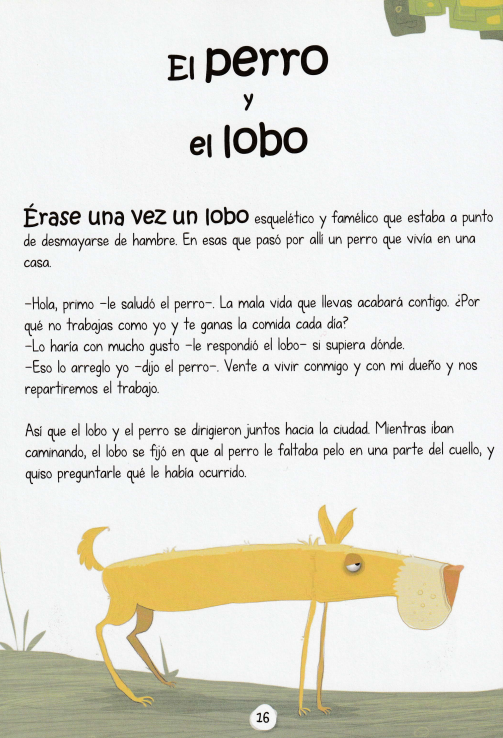 El perro
y
el lobo
Érase una vez un lobo esquelético y famélico que estaba a punto
de desmayarse de hambre. En esas que pasó por allí un perro que vivía en una
casa.
–Hola, primo –le saludó el perro–. La mala vida que llevas acabará contigo. ¿Por
qué no trabajas como yo y te ganas la comida cada día?
–Lo haría con mucho gusto –le respondió el lobo– si supiera dónde.
–Eso lo arreglo yo –dijo el perro–. Vente a vivir conmigo y con mi dueño y nos
repartiremos el trabajo.
Así que el lobo y el perro se dirigieron juntos hacia la ciudad. Mientras iban
caminando, el lobo se fijó en que al perro le faltaba pelo en una parte del cuello, y
quiso preguntarle qué le había ocurrido.
16